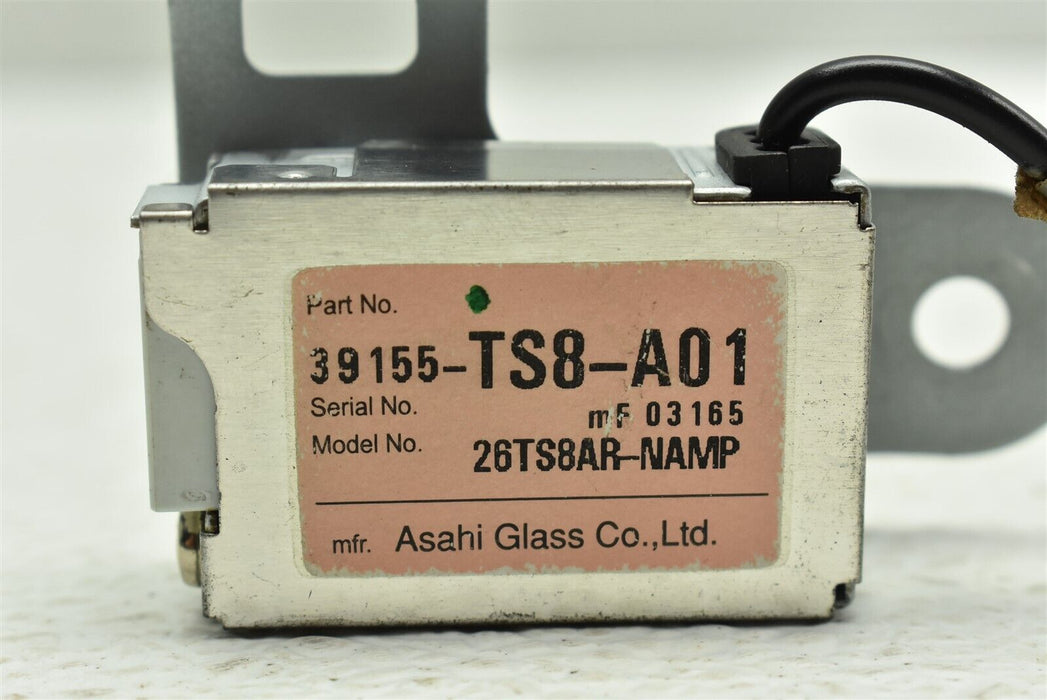 Part No.
39155-TS8-A01
Serial No. mF 03165
Model No. 26TS8AR-NAMP
mfr. Asahi Glass Co.,Ltd.